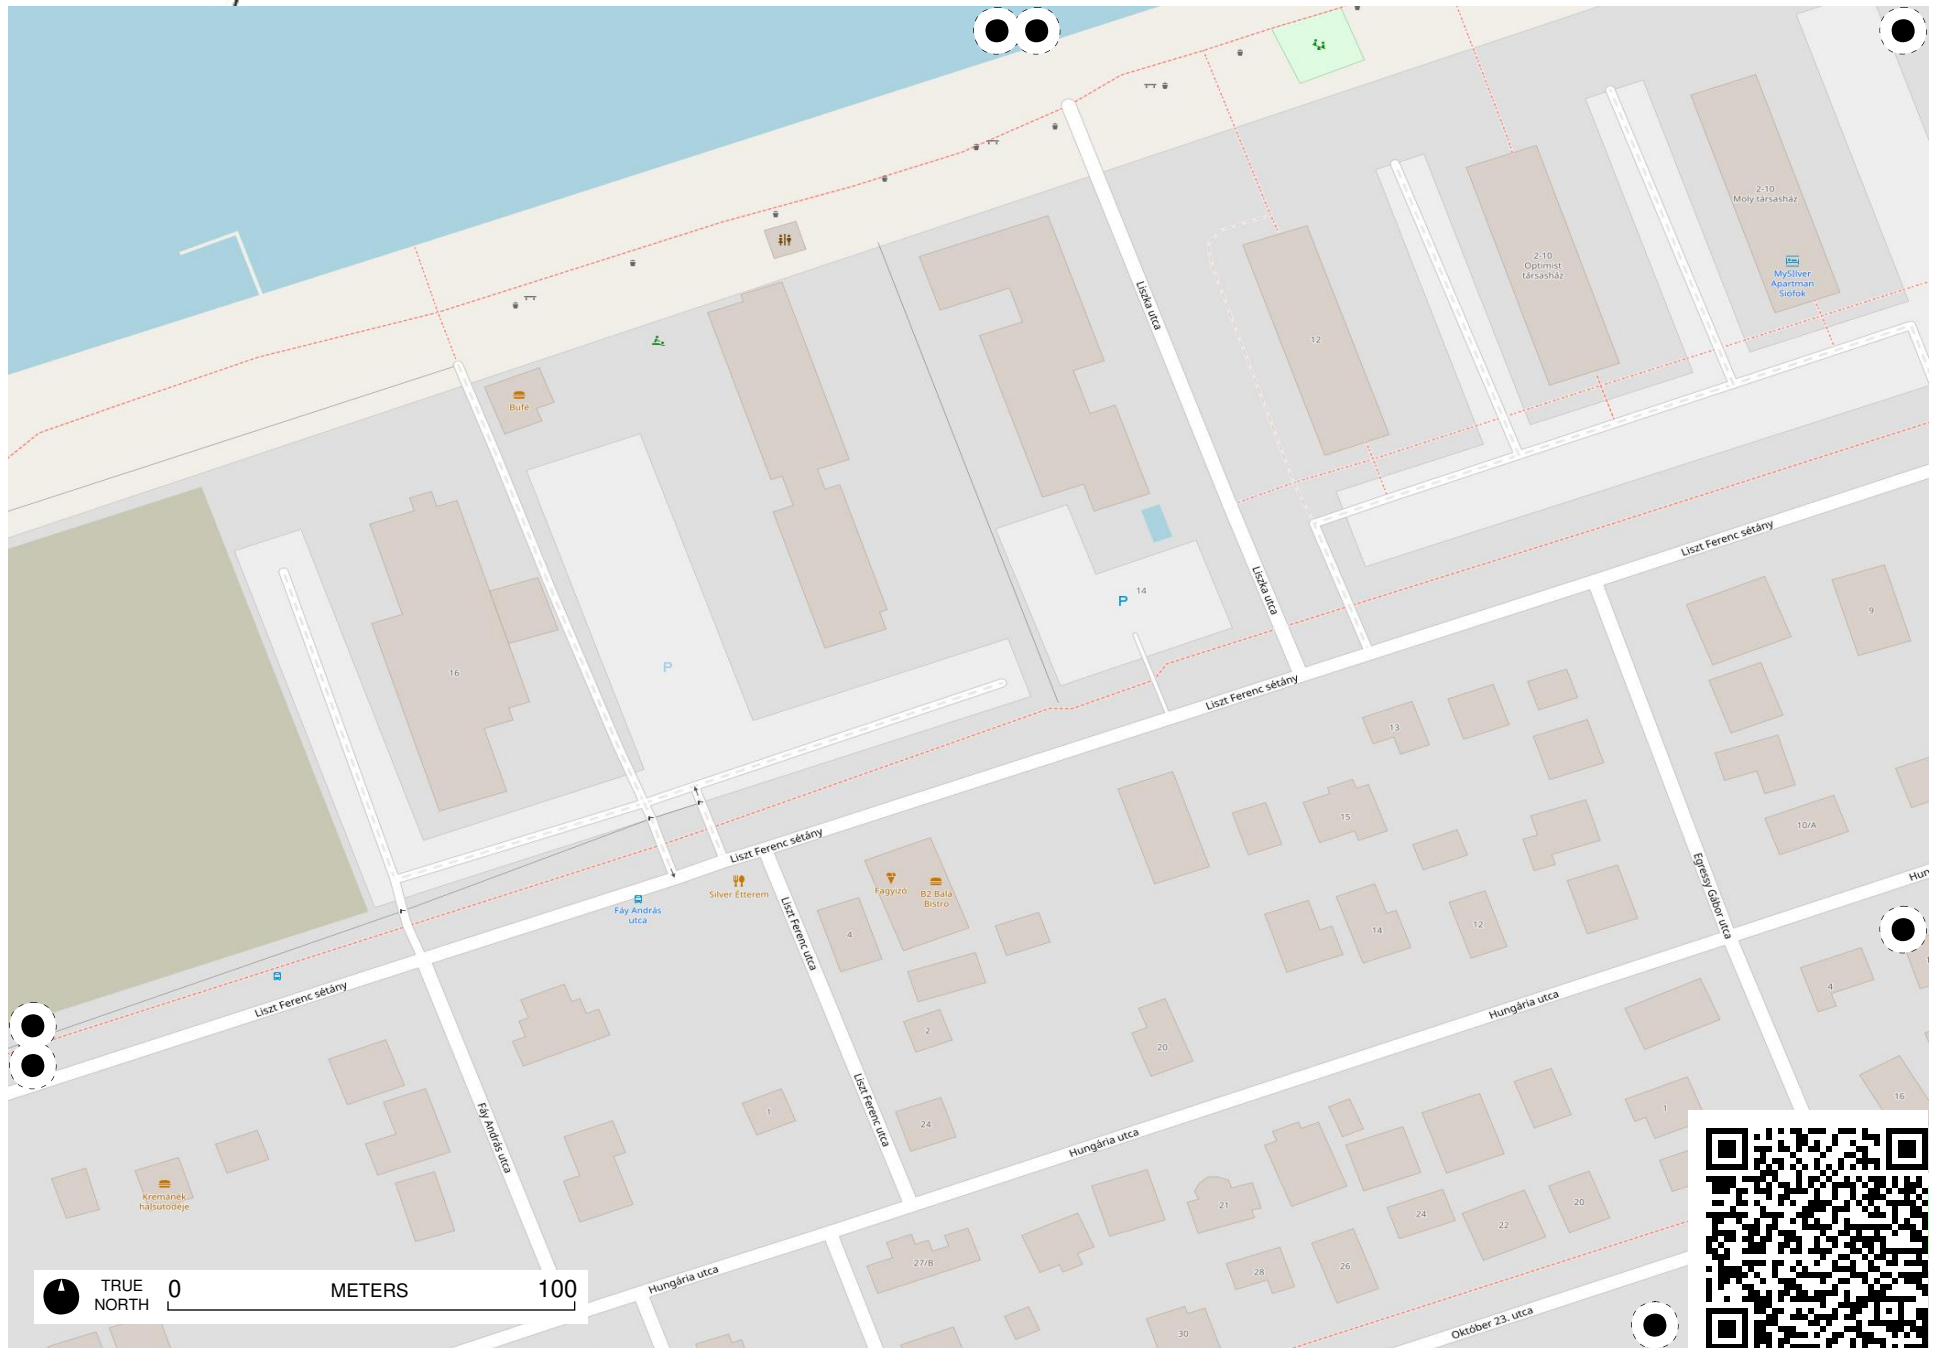 2-10
Moly társasház
2-10
Optimist
társasház
MySIlver
Apartman
Siófok
Liszka utca
12
Bufé
Liszt Ferenc sétány
Liszka utca
P
14
9
P
16
Liszt Ferenc sétány
13
15
10/A
Liszt Ferenc sétány
Silver Étterem
Fagyizó
B2 Bala
Bistro
Egressy Gábor utca
Hun
Fáy András
utca
Liszt Ferenc utca
4
14
12
Liszt Ferenc sétány
4
Hungária utca
2
20
16
Fáy András utca
1
Liszt Ferenc utca
24
1
Hungária utca
Kremánék
halsütödéje
21
24
22
20
27/B
28
26
Hungária utca
TRUE
NORTH
0
METERS
100
30
Október 23. utca